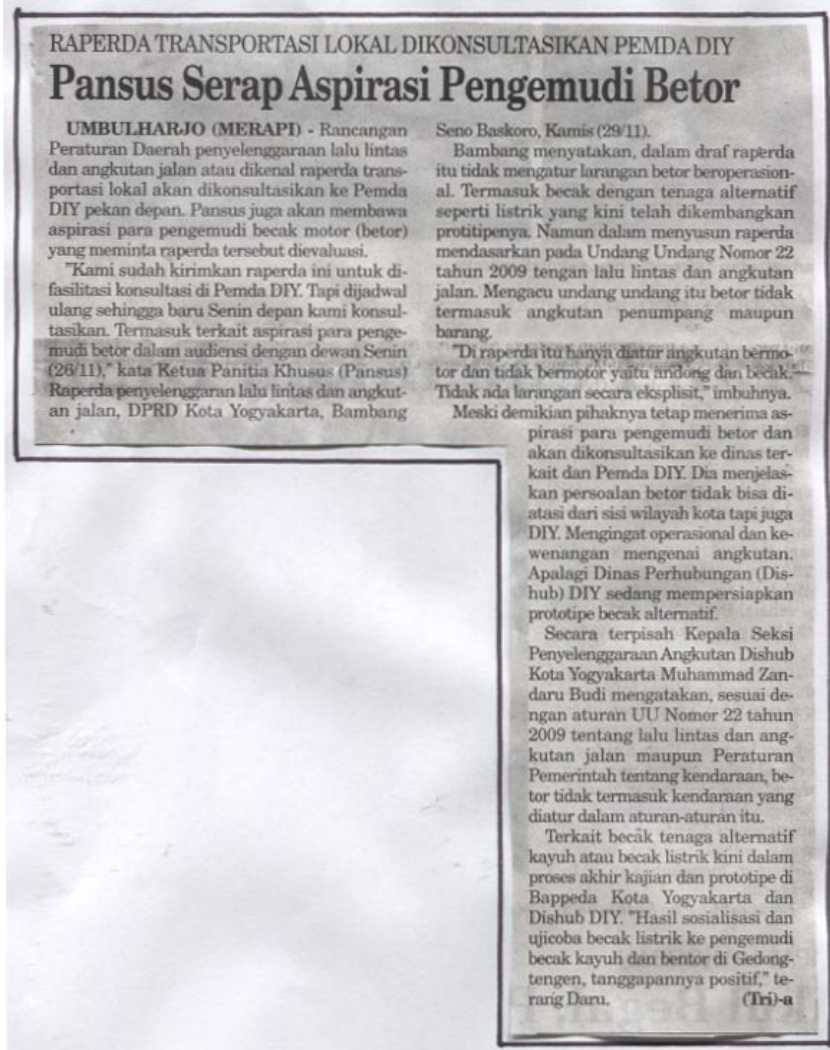 RAPERDA TRANSPORTASI LOKAL DIKONSULTASIKAN PEMDA DIY
Pansus Serap Aspirasi Pengemudi Betor
UMBULHARJO (MERAPI) - Rancangan
Peraturan Daerah penyelenggaraan lalu lintas
dan angkutan jalan atau dikenal raperda trans-
portasi lokal akan dikonsultasikan ke Pemda
DIY pekan depan. Pansus juga akan membawa
aspirasi para pengemudi becak motor (betor)
yang meminta raperda tersebut dievaluasi.
"Kami sudah kirimkan raperda ini untuk di-
fasilitasi konsultasi di Pemda DIY. Tapi dijadwal
ulang sehingga baru Senin depan kami konsul-
tasikan. Termasuk terkait aspirasi para penge-
mudi betor dalam audiensi dengan dewan Senin
(26/11)," kata Ketua Panitia Khusus (Pansus)
Raperda penyelenggaran lalu lintas dan angkut-
an jalan, DPRD Kota Yogyakarta, Bambang
Seno Baskoro, Kamis (29/11).
Bambang menyatakan, dalam draf raperda
itu tidak mengatur larangan betor beroperasion-
al. Termasuk becak dengan tenaga alternatif
seperti listrik yang kini telah dikembangkan
protitipenya. Namun dalam menyusun raperda
mendasarkan pada Undang Undang Nomor 22
tahun 2009 tengan lalu lintas dan angkutan
jalan. Mengacu undang undang itu betor tidak
termasuk angkutan penumpang maupun
barang.
"Di raperda itu hanya diatur angkutan bermo-
tor dan tidak bermotor yaitu andong dan becak.
Tidak ada larangan secara eksplisit," imbuhnya.
Meski demikian pihaknya tetap menerima as-
pirasi para pengemudi betor dan
akan dikonsultasikan ke dinas ter-
kait dan Pemda DIY. Dia menjelas-
kan persoalan betor tidak bisa di-
atasi dari sisi wilayah kota tapi juga
DIY. Mengingat operasional dan ke-
wenangan mengenai angkutan.
Apalagi Dinas Perhubungan (Dis-
hub) DIY sedang mempersiapkan
prototipe becak alternatif.
Secara terpisah Kepala Seksi
Penyelenggaraan Angkutan Dishub
Kota Yogyakarta Muhammad Zan-
daru Budi mengatakan, sesuai de-
ngan aturan UU Nomor 22 tahun
2009 tentang lalu lintas dan ang-
kutan jalan maupun Peraturan
Pemerintah tentang kendaraan, be-
tor tidak termasuk kendaraan yang
diatur dalam aturan-aturan itu.
Terkait becak tenaga alternatif
kayuh atau becak listrik kini dalam
proses akhir kajian dan prototipe di
Bappeda Kota Yogyakarta dan
Dishub DIY. "Hasil sosialisasi dan
ujicoba becak listrik ke pengemudi
becak kayuh dan bentor di Gedong-
tengen, tanggapannya positif," te-
rang Daru. (Tri)-a